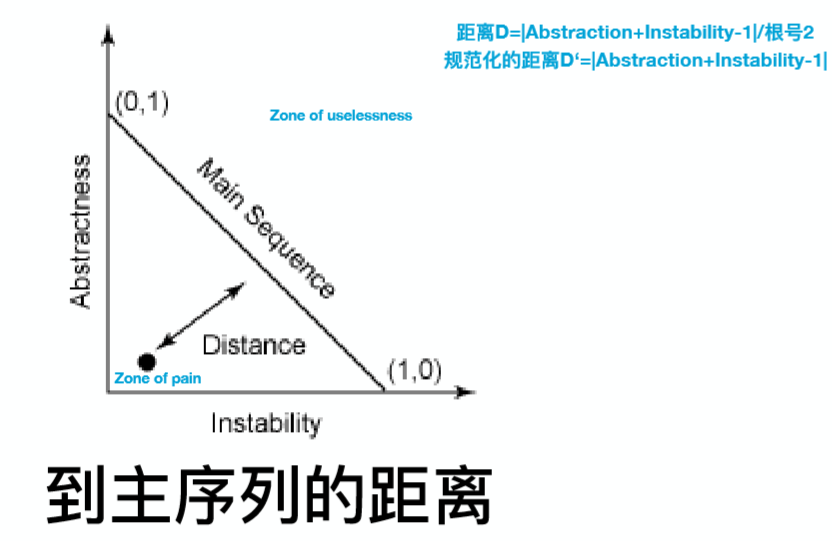 距离D=|Abstraction+Instability-1|/根号2
规范化的距离D‘=|Abstraction+Instability-1|
(0,1)
Zone of uselessness
Main Sequence
Abstractness
Distance
Zone of pain
(1,0)
Instability
到主序列的距离